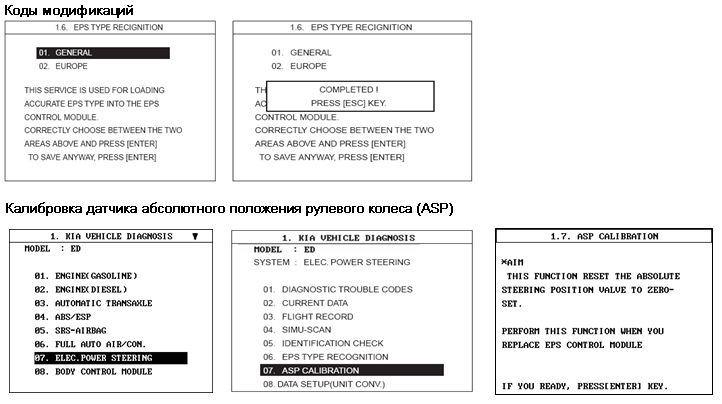 Коды модификаций
1.6. EPS TYPE RECIGNITION
01. GENERAL
02. EUROPE
THIS SERVICE IS USED FOR LOADING
ACCURATE EPS TYPE INTO THE EPS
CONTROL MODULE.
CORRECTLY CHOOSE BETWEEN THE TWO
AREAS ABOVE AND PRESS [ENTER]
TO SAVE ANYWAY, PRESS [ENTER]
1.6. EPS TYPE RECIGNITION
01. GENERAL
02. EUROPE
TH
AC
COMPLETED !
PRESS [ESC] KEY.
CONTROL MODULE.
CORRECTLY CHOOSE BETWEEN THE TWO
AREAS ABOVE AND PRESS [ENTER]
TO SAVE ANYWAY, PRESS [ENTER]
Калибровка датчика абсолютного положения рулевого колеса (ASP)
1. KIA VEHICLE DIAGNOSIS ▼
MODEL : ED
01. ENGINE(GASOLINE)
02. ENGINE(DIESEL)
03. AUTOMATIC TRANSAXLE
04. ABS/ESP
05. SRS-AIRBAG
06. FULL AUTO AIR/CON.
07. ELEC.POWER STEERING
08. BODY CONTROL MODULE
1. KIA VEHICLE DIAGNOSIS
MODEL : ED
SYSTEM : ELEC. POWER STEERING
01. DIAGNOSTIC TROUBLE CODES
02. CURRENT DATA
03. FLIGHT RECORD
04. SIMU-SCAN
05. IDENTIFICATION CHECK
06. EPS TYPE RECOGNITION
07. ASP CALIBRATION
08. DATA SETUP(UNIT CONV.)
1.7. ASP CALIBRATION
*AIM
THIS FUNCTION RESET THE ABSOLUTE
STEERING POSITION VALVE TO ZERO-
SET.
PERFORM THIS FUNCTION WHEN YOU
REPLACE EPS CONTROL MODULE
IF YOU READY, PRESS[ENTER] KEY.